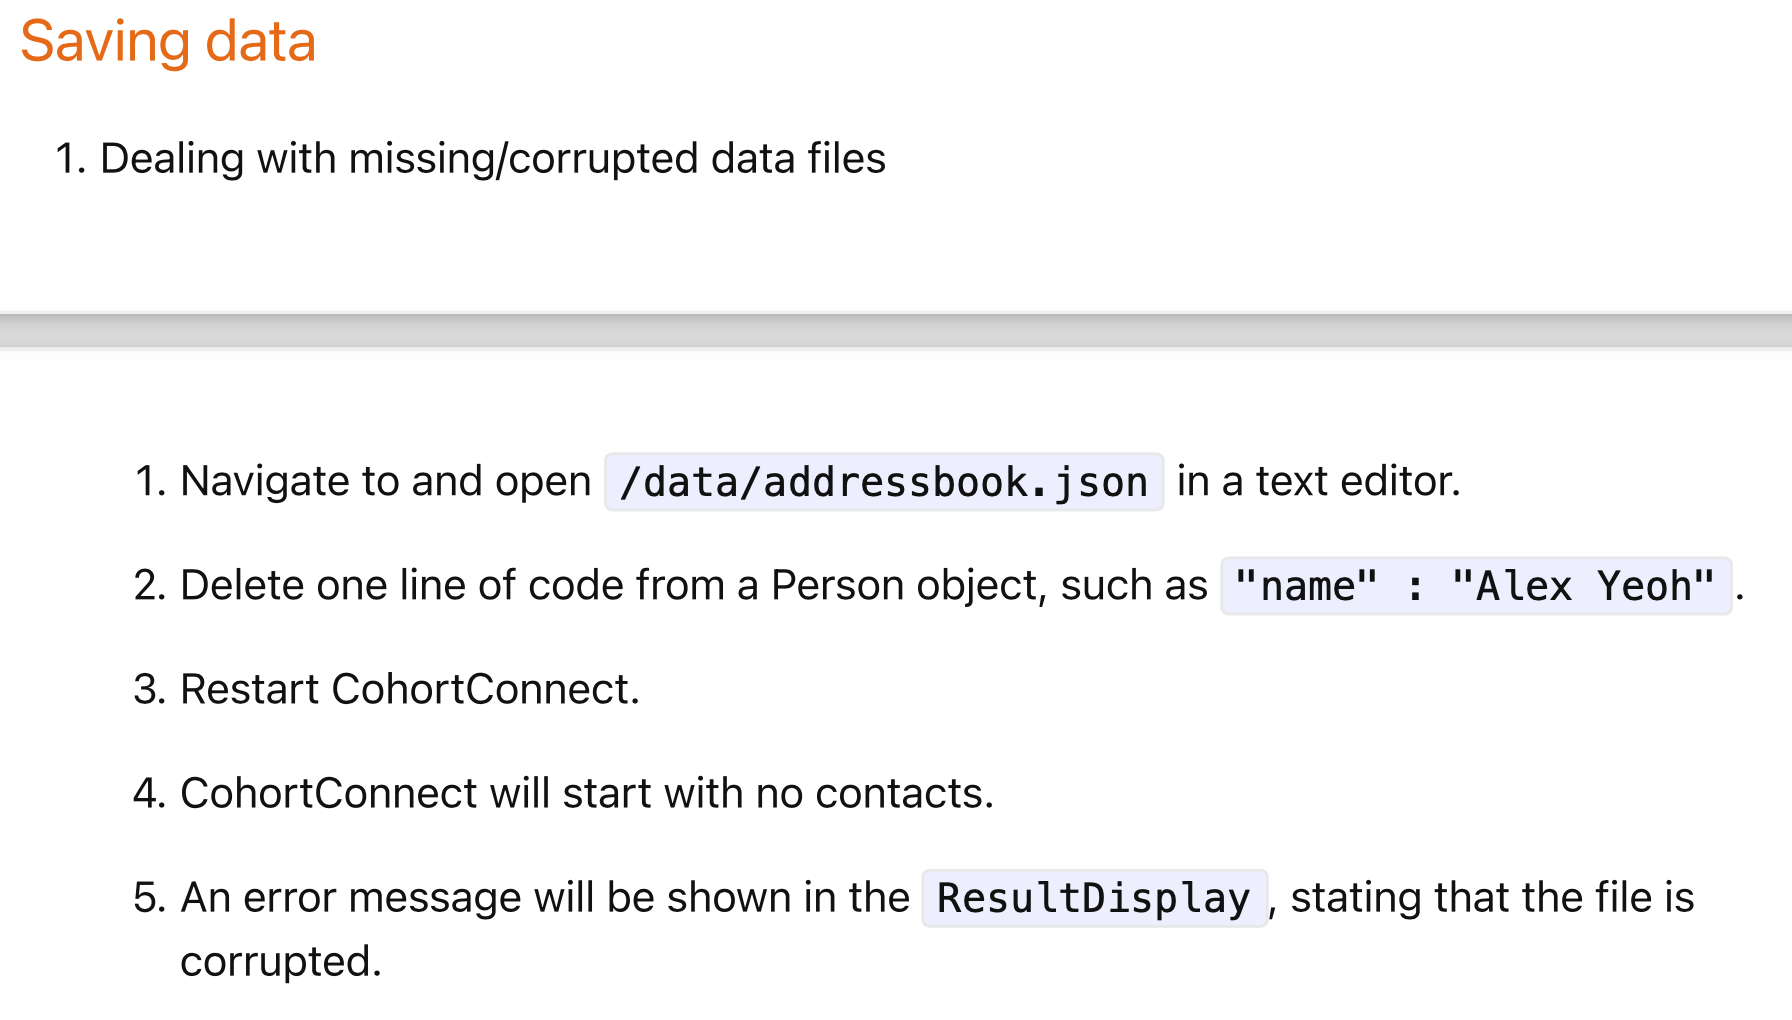 Saving data
1. Dealing with missing/corrupted data files
1. Navigate to and open /data/addressbook.json in a text editor.
2. Delete one line of code from a Person object, such as "name" : "Alex Yeoh".
3. Restart CohortConnect.
4. CohortConnect will start with no contacts.
5. An error message will be shown in the ResultDisplay, stating that the file is
corrupted.